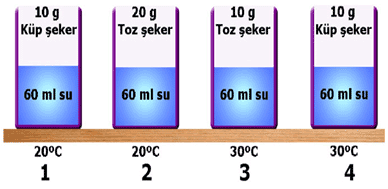 10 g 20 g 10 g 10 g
Küp şeker Toz şeker Toz şeker Küp şeker
60 ml su 60 ml su 60 ml su 60 ml su
20ºC 20ºC 30ºC 30ºC
1 2 3 4